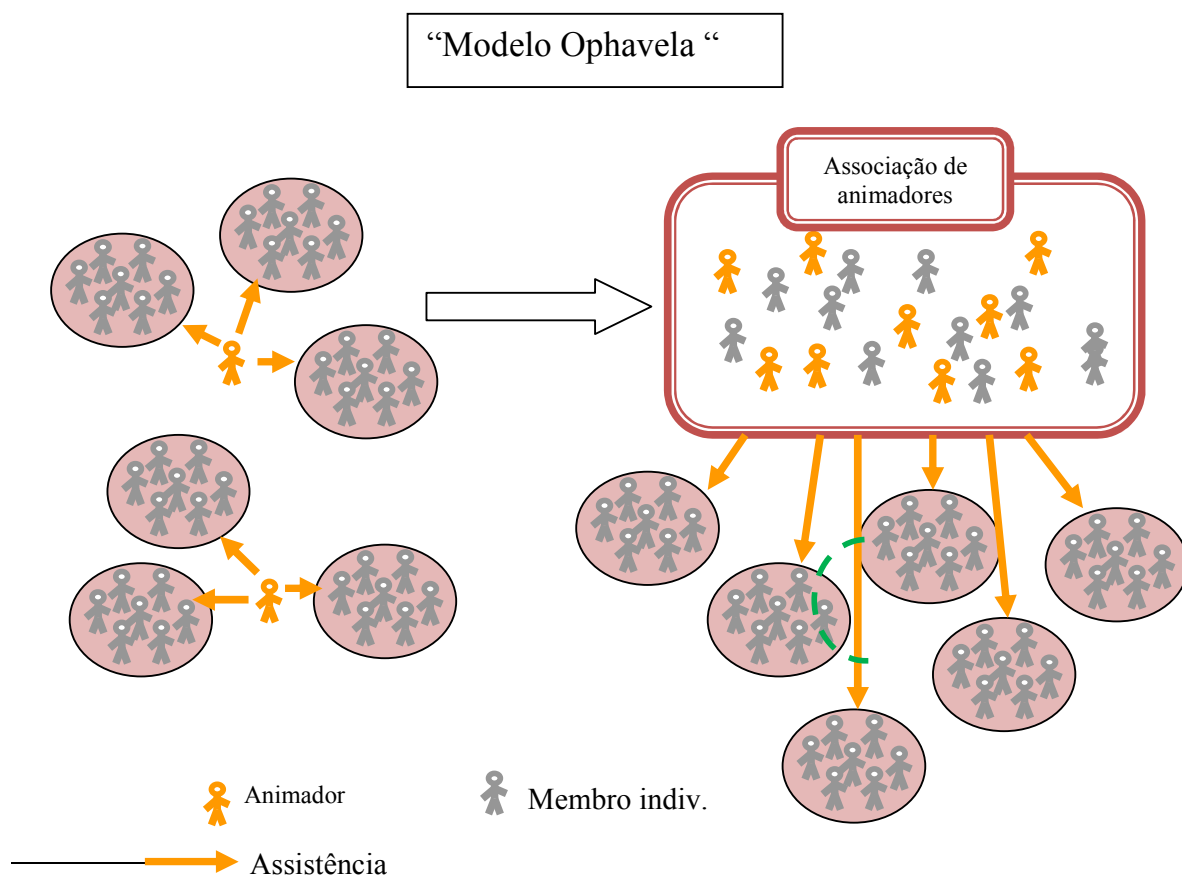 “Modelo Ophavela “
Associação de
animadores
Animador
Membro indiv.
Assistência